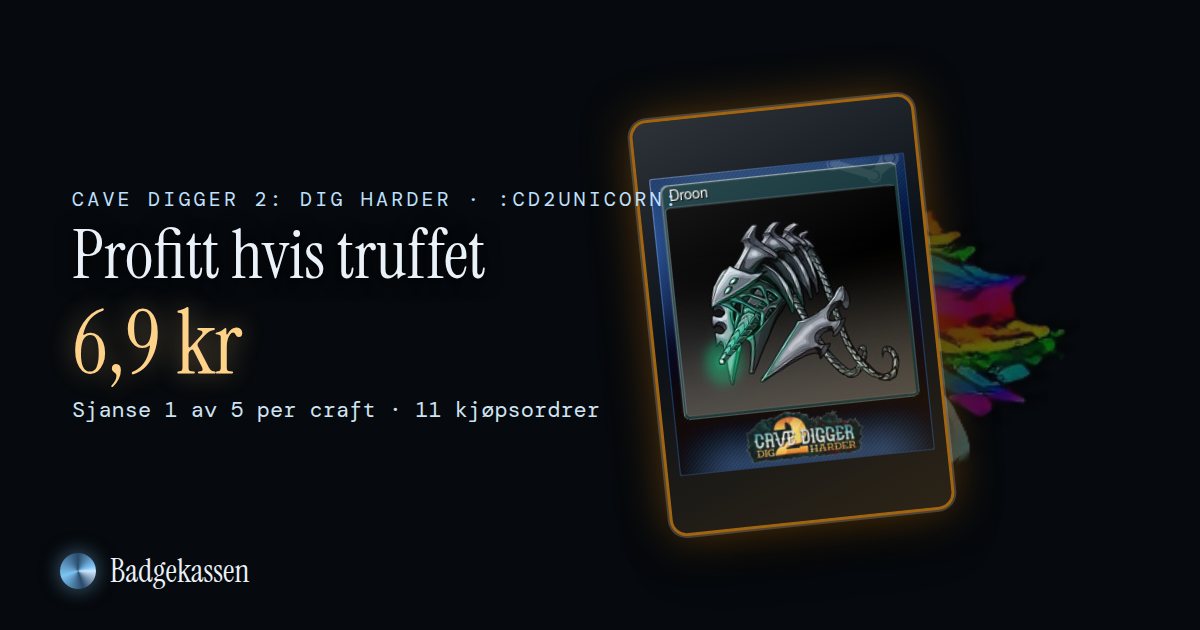 CAVE DIGGER 2: DIG HARDER · :CD2UNICORN:
Profitt hvis truffet
6,9 kr
Sjanse 1 av 5 per craft · 11 kjøpsordrer
Droon
CAVE DIGGER
2
DIG HARDER
Badgekassen